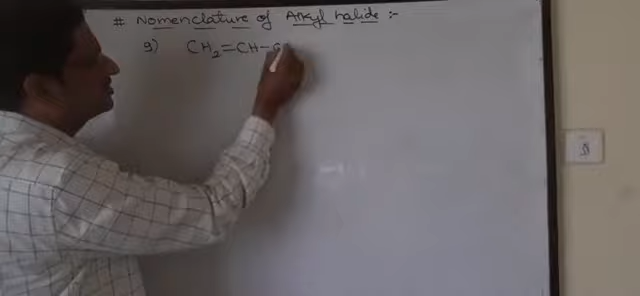 # Nomenclature of Alkyl halide :-
9) CH₂=CH-C